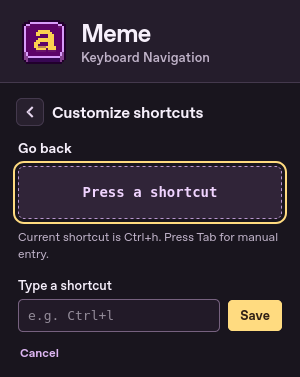 a
Meme
Keyboard Navigation
Customize shortcuts
Go back
Press a shortcut
Current shortcut is Ctrl+h. Press Tab for manual
entry.
Type a shortcut
e.g. Ctrl+l
Save
Cancel